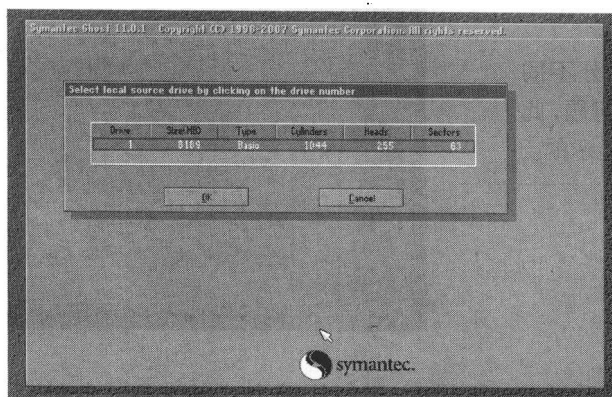 Symantec Ghost 11.0.1 Copyright (C) 1998-2007 Symantec Corporation. All rights reserved.
Select local source drive by clicking on the drive number
Drive Size(MB) Type Cylinders Heads Sectors
1 8189 Basic 1044 255 63
OK Cancel
symantec.